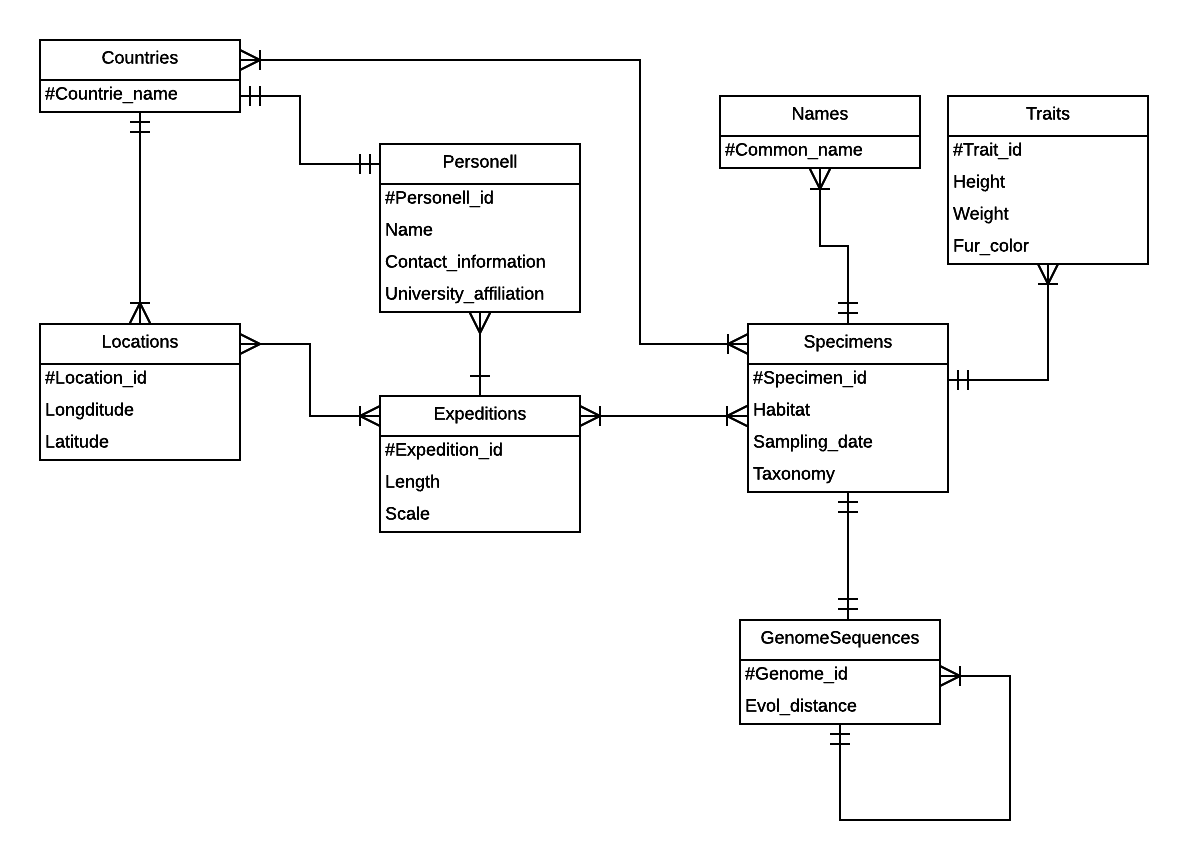 Countries
#Countrie_name
Personell
#Personell_id
Name
Contact_information
University_affiliation
Names
#Common_name
Traits
#Trait_id
Height
Weight
Fur_color
Locations
#Location_id
Longditude
Latitude
Expeditions
#Expedition_id
Length
Scale
Specimens
#Specimen_id
Habitat
Sampling_date
Taxonomy
GenomeSequences
#Genome_id
Evol_distance